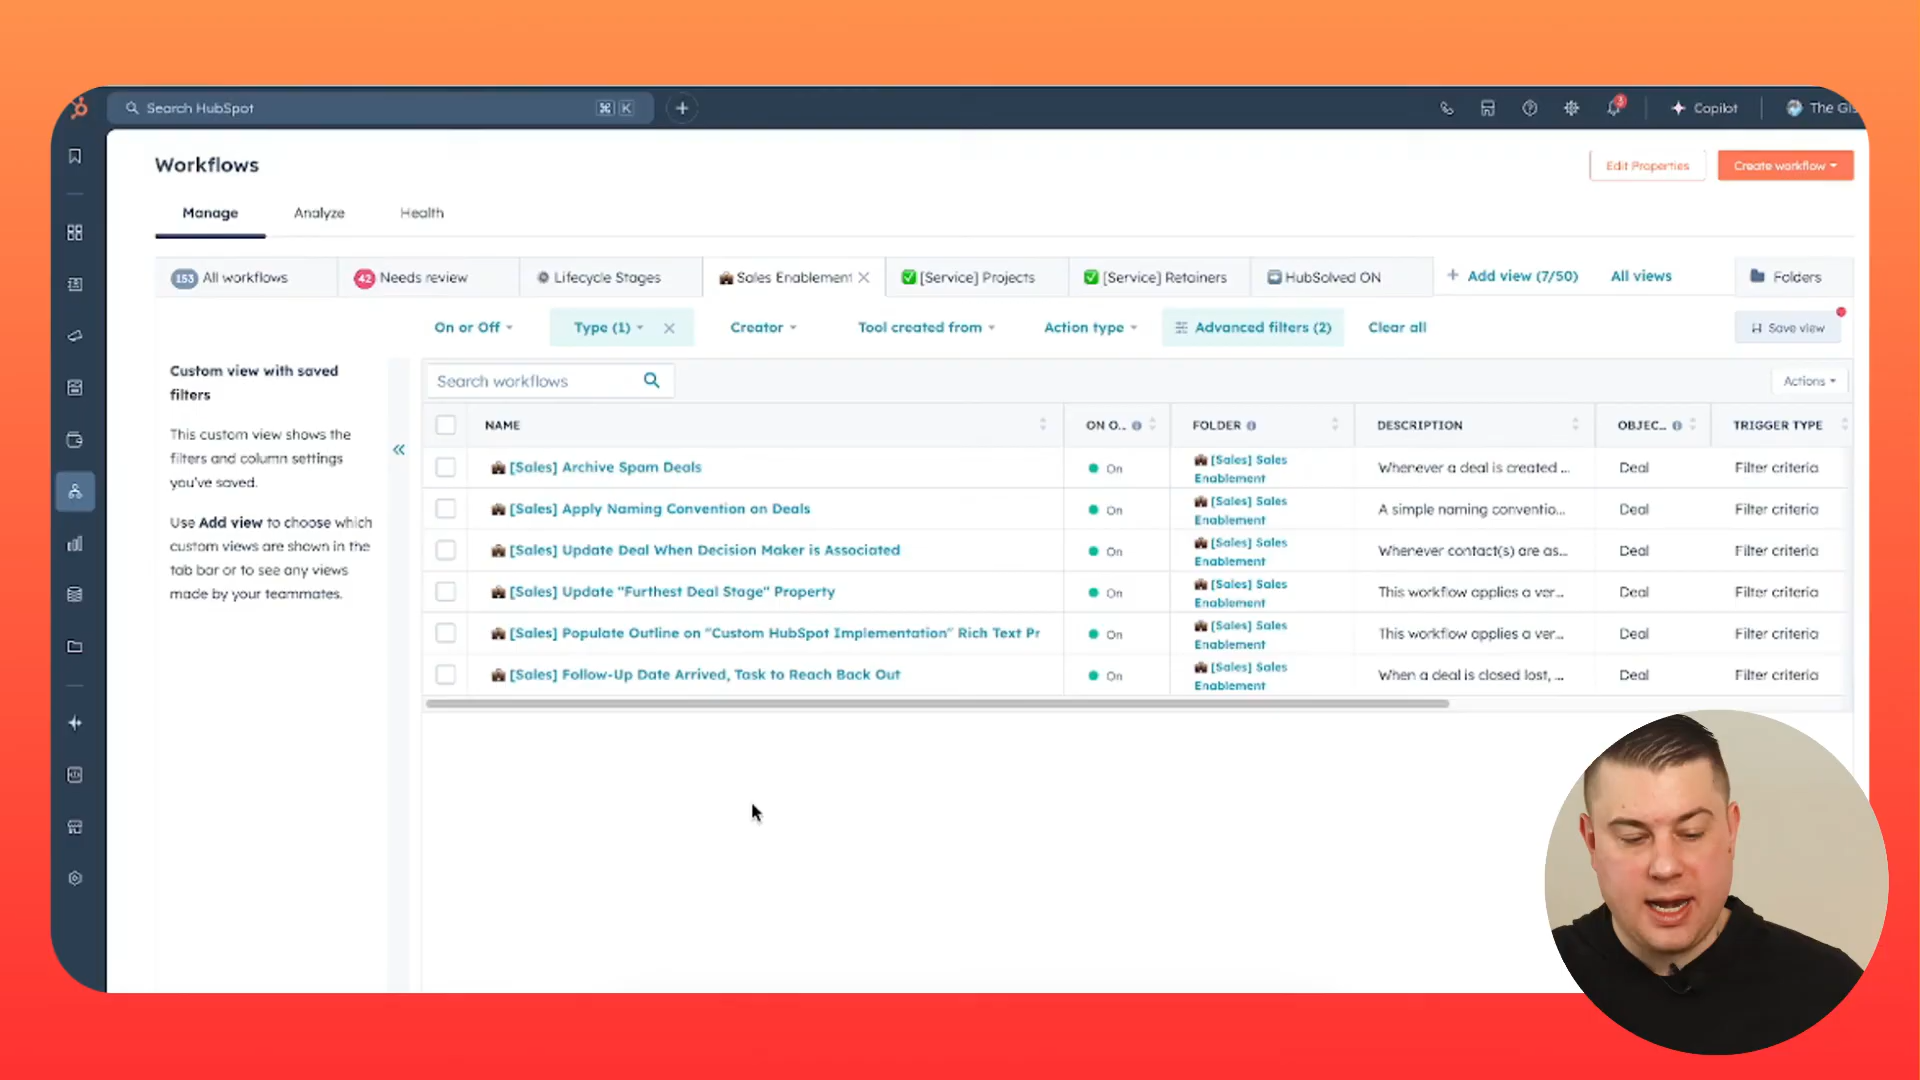 Search HubSpot
⌘ K
3
Copilot
Workflows
Edit Properties
Create workflow
Manage
Analyze
Health
153 All workflows
42 Needs review
Lifecycle Stages
Sales Enablement
[Service] Projects
[Service] Retainers
HubSolved ON
+ Add view (7/50)
All views
Folders
On or Off
Type (1)
Creator
Tool created from
Action type
Advanced filters (2)
Clear all
Save view
Custom view with saved
filters
This custom view shows the
filters and column settings
you've saved.
Use Add view to choose which
custom views are shown in the
tab bar or to see any views
made by your teammates.
Search workflows
Actions
NAME
ON O...
FOLDER
DESCRIPTION
OBJEC...
TRIGGER TYPE
[Sales] Archive Spam Deals
On
[Sales] Sales
Enablement
Whenever a deal is created ...
Deal
Filter criteria
[Sales] Apply Naming Convention on Deals
On
[Sales] Sales
Enablement
A simple naming conventio...
Deal
Filter criteria
[Sales] Update Deal When Decision Maker is Associated
On
[Sales] Sales
Enablement
Whenever contact(s) are as...
Deal
Filter criteria
[Sales] Update "Furthest Deal Stage" Property
On
[Sales] Sales
Enablement
This workflow applies a ver...
Deal
Filter criteria
[Sales] Populate Outline on "Custom HubSpot Implementation" Rich Text Pr
On
[Sales] Sales
Enablement
This workflow applies a ver...
Deal
Filter criteria
[Sales] Follow-Up Date Arrived, Task to Reach Back Out
On
[Sales] Sales
Enablement
When a deal is closed lost, ...
Deal
Filter criteria